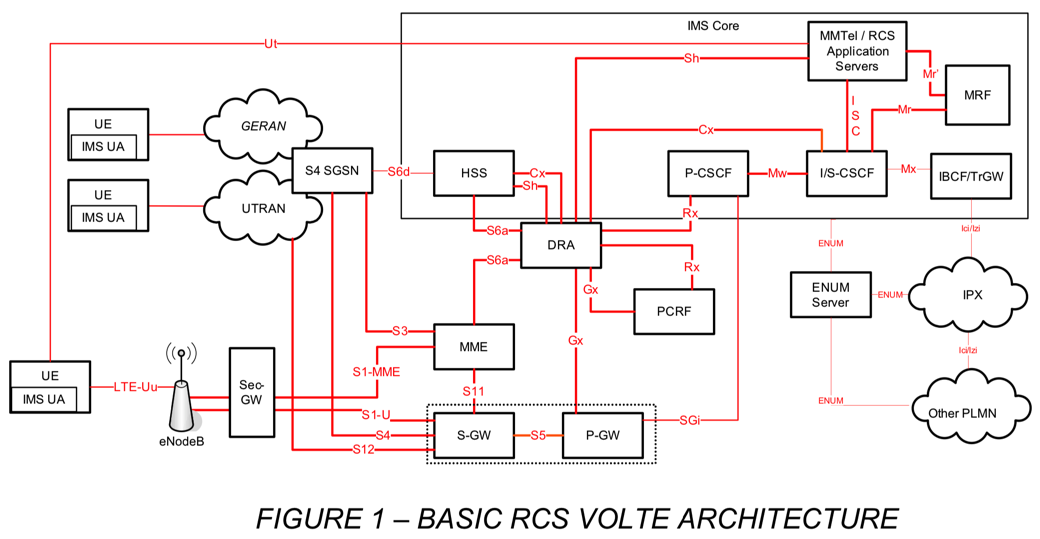 IMS Core
Ut
MMTel / RCS
Application
Servers
Sh
Mr'
MRF
UE
IMS UA
GERAN
I
S
C
Mr
Cx
S4 SGSN
S6d
HSS
Cx
Sh
P-CSCF
Mw
I/S-CSCF
Mx
IBCF/TrGW
UE
IMS UA
UTRAN
Rx
S6a
DRA
ENUM
Ici/Izi
S6a
Rx
Gx
ENUM
Server
ENUM
IPX
PCRF
S3
MME
Gx
Ici/Izi
S1-MME
UE
IMS UA
LTE-Uu
Sec-
GW
S11
ENUM
Other PLMN
eNodeB
S1-U
S4
S-GW
S5
P-GW
SGi
S12
FIGURE 1 – BASIC RCS VOLTE ARCHITECTURE